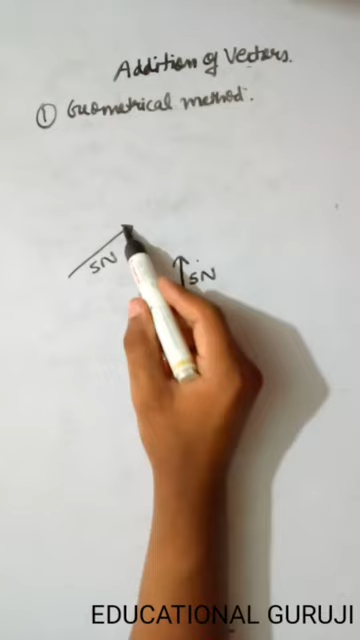 Addition of Vectors.
① Geometrical method.
5N
5N
EDUCATIONAL GURUJI